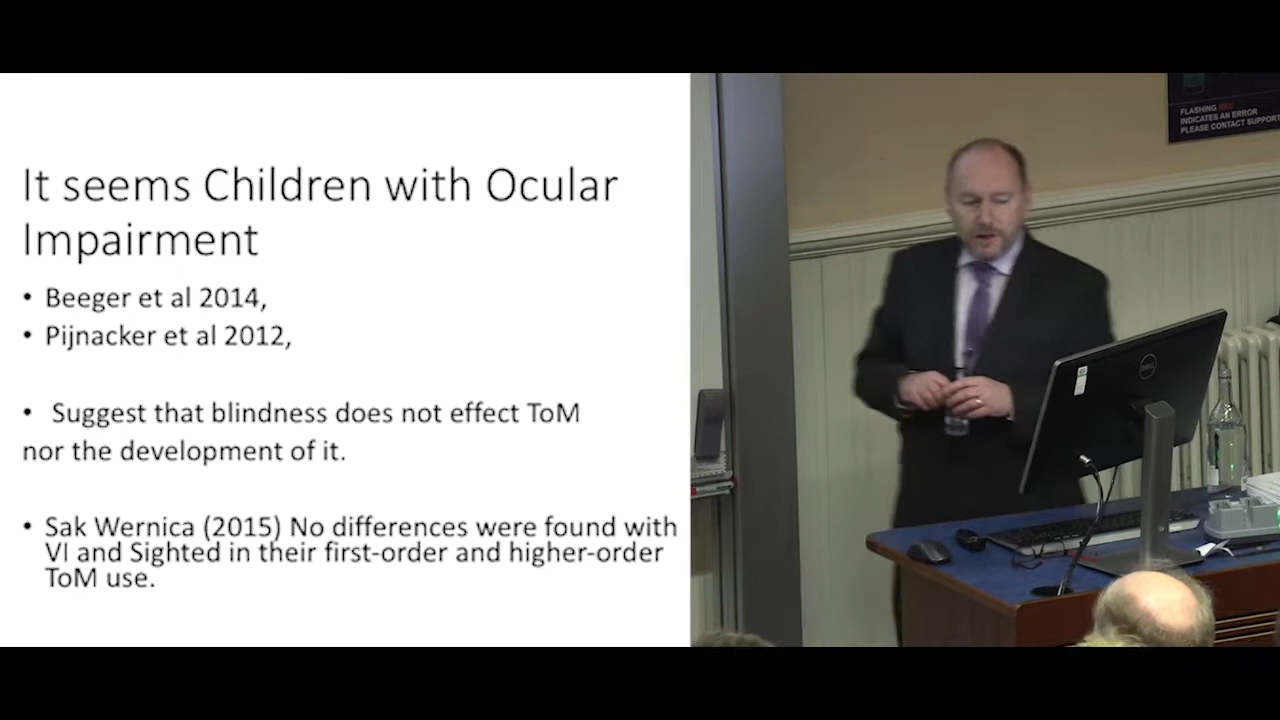 It seems Children with Ocular
Impairment
• Beeger et al 2014,
• Pijnacker et al 2012,
• Suggest that blindness does not effect ToM
nor the development of it.
• Sak Wernica (2015) No differences were found with
VI and Sighted in their first-order and higher-order
ToM use.
FLASHING RED
INDICATES AN ERROR
PLEASE CONTACT SUPPORT
DELL